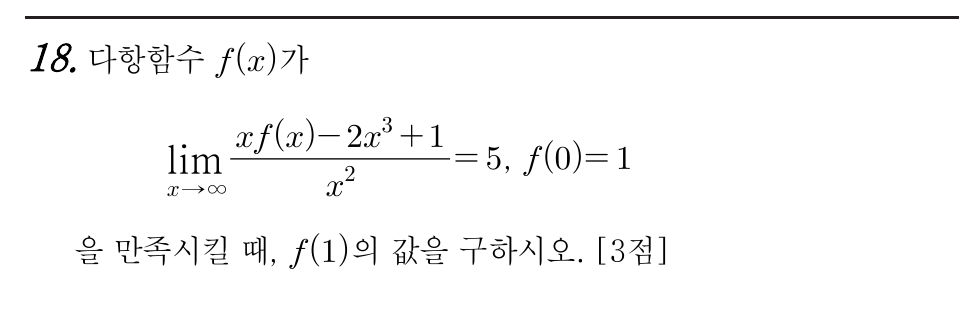 18. 다항함수 f(x)가
lim_{x→∞} \frac{xf(x)-2x^3+1}{x^2}=5, f(0)=1
을 만족시킬 때, f(1)의 값을 구하시오. [3점]